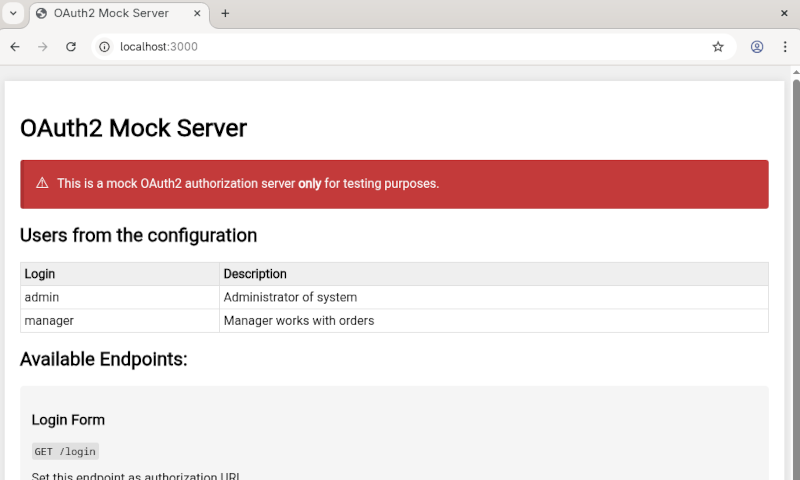 OAuth2 Mock Server
localhost:3000
OAuth2 Mock Server
⚠ This is a mock OAuth2 authorization server only for testing purposes.
Users from the configuration
Login Description
admin Administrator of system
manager Manager works with orders
Available Endpoints:
Login Form
GET /login
Set this endpoint as authorization URL